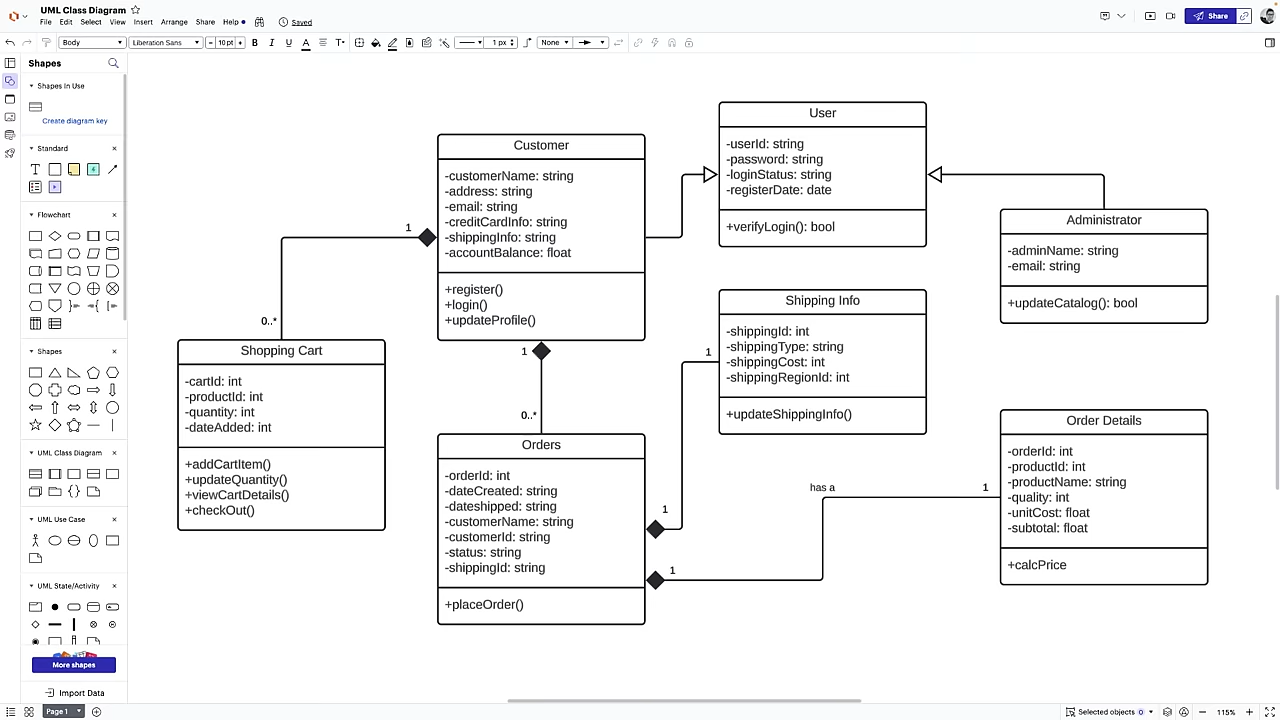 UML Class Diagram
File Edit Select View Insert Arrange Share Help
Saved
Share
Body
Liberation Sans
10 pt
B I U A
1 px
None
Shapes
Shapes In Use
Create diagram key
Standard
Flowchart
Shapes
UML Class Diagram
UML Use Case
UML State/Activity
More shapes
Import Data
Customer
-customerName: string
-address: string
-email: string
-creditCardInfo: string
-shippingInfo: string
-accountBalance: float
+register()
+login()
+updateProfile()
User
-userId: string
-password: string
-loginStatus: string
-registerDate: date
+verifyLogin(): bool
Administrator
-adminName: string
-email: string
+updateCatalog(): bool
1
0..*
Shopping Cart
-cartId: int
-productId: int
-quantity: int
-dateAdded: int
+addCartItem()
+updateQuantity()
+viewCartDetails()
+checkOut()
1
0..*
Orders
-orderId: int
-dateCreated: string
-dateshipped: string
-customerName: string
-customerId: string
-status: string
-shippingId: string
+placeOrder()
Shipping Info
-shippingId: int
-shippingType: string
-shippingCost: int
-shippingRegionId: int
+updateShippingInfo()
1
1
has a
1
1
Order Details
-orderId: int
-productId: int
-productName: string
-quality: int
-unitCost: float
-subtotal: float
+calcPrice
Page 1
Selected objects 0
115%